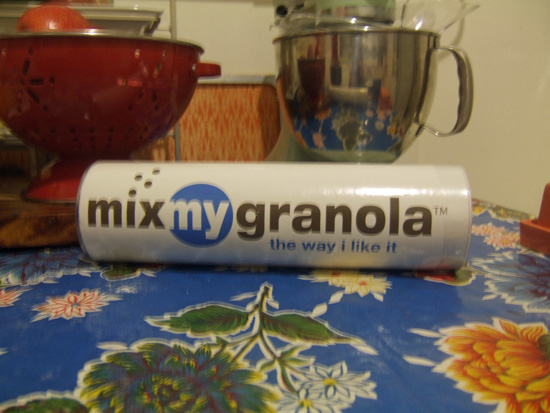 mixmygranola™
the way i like it